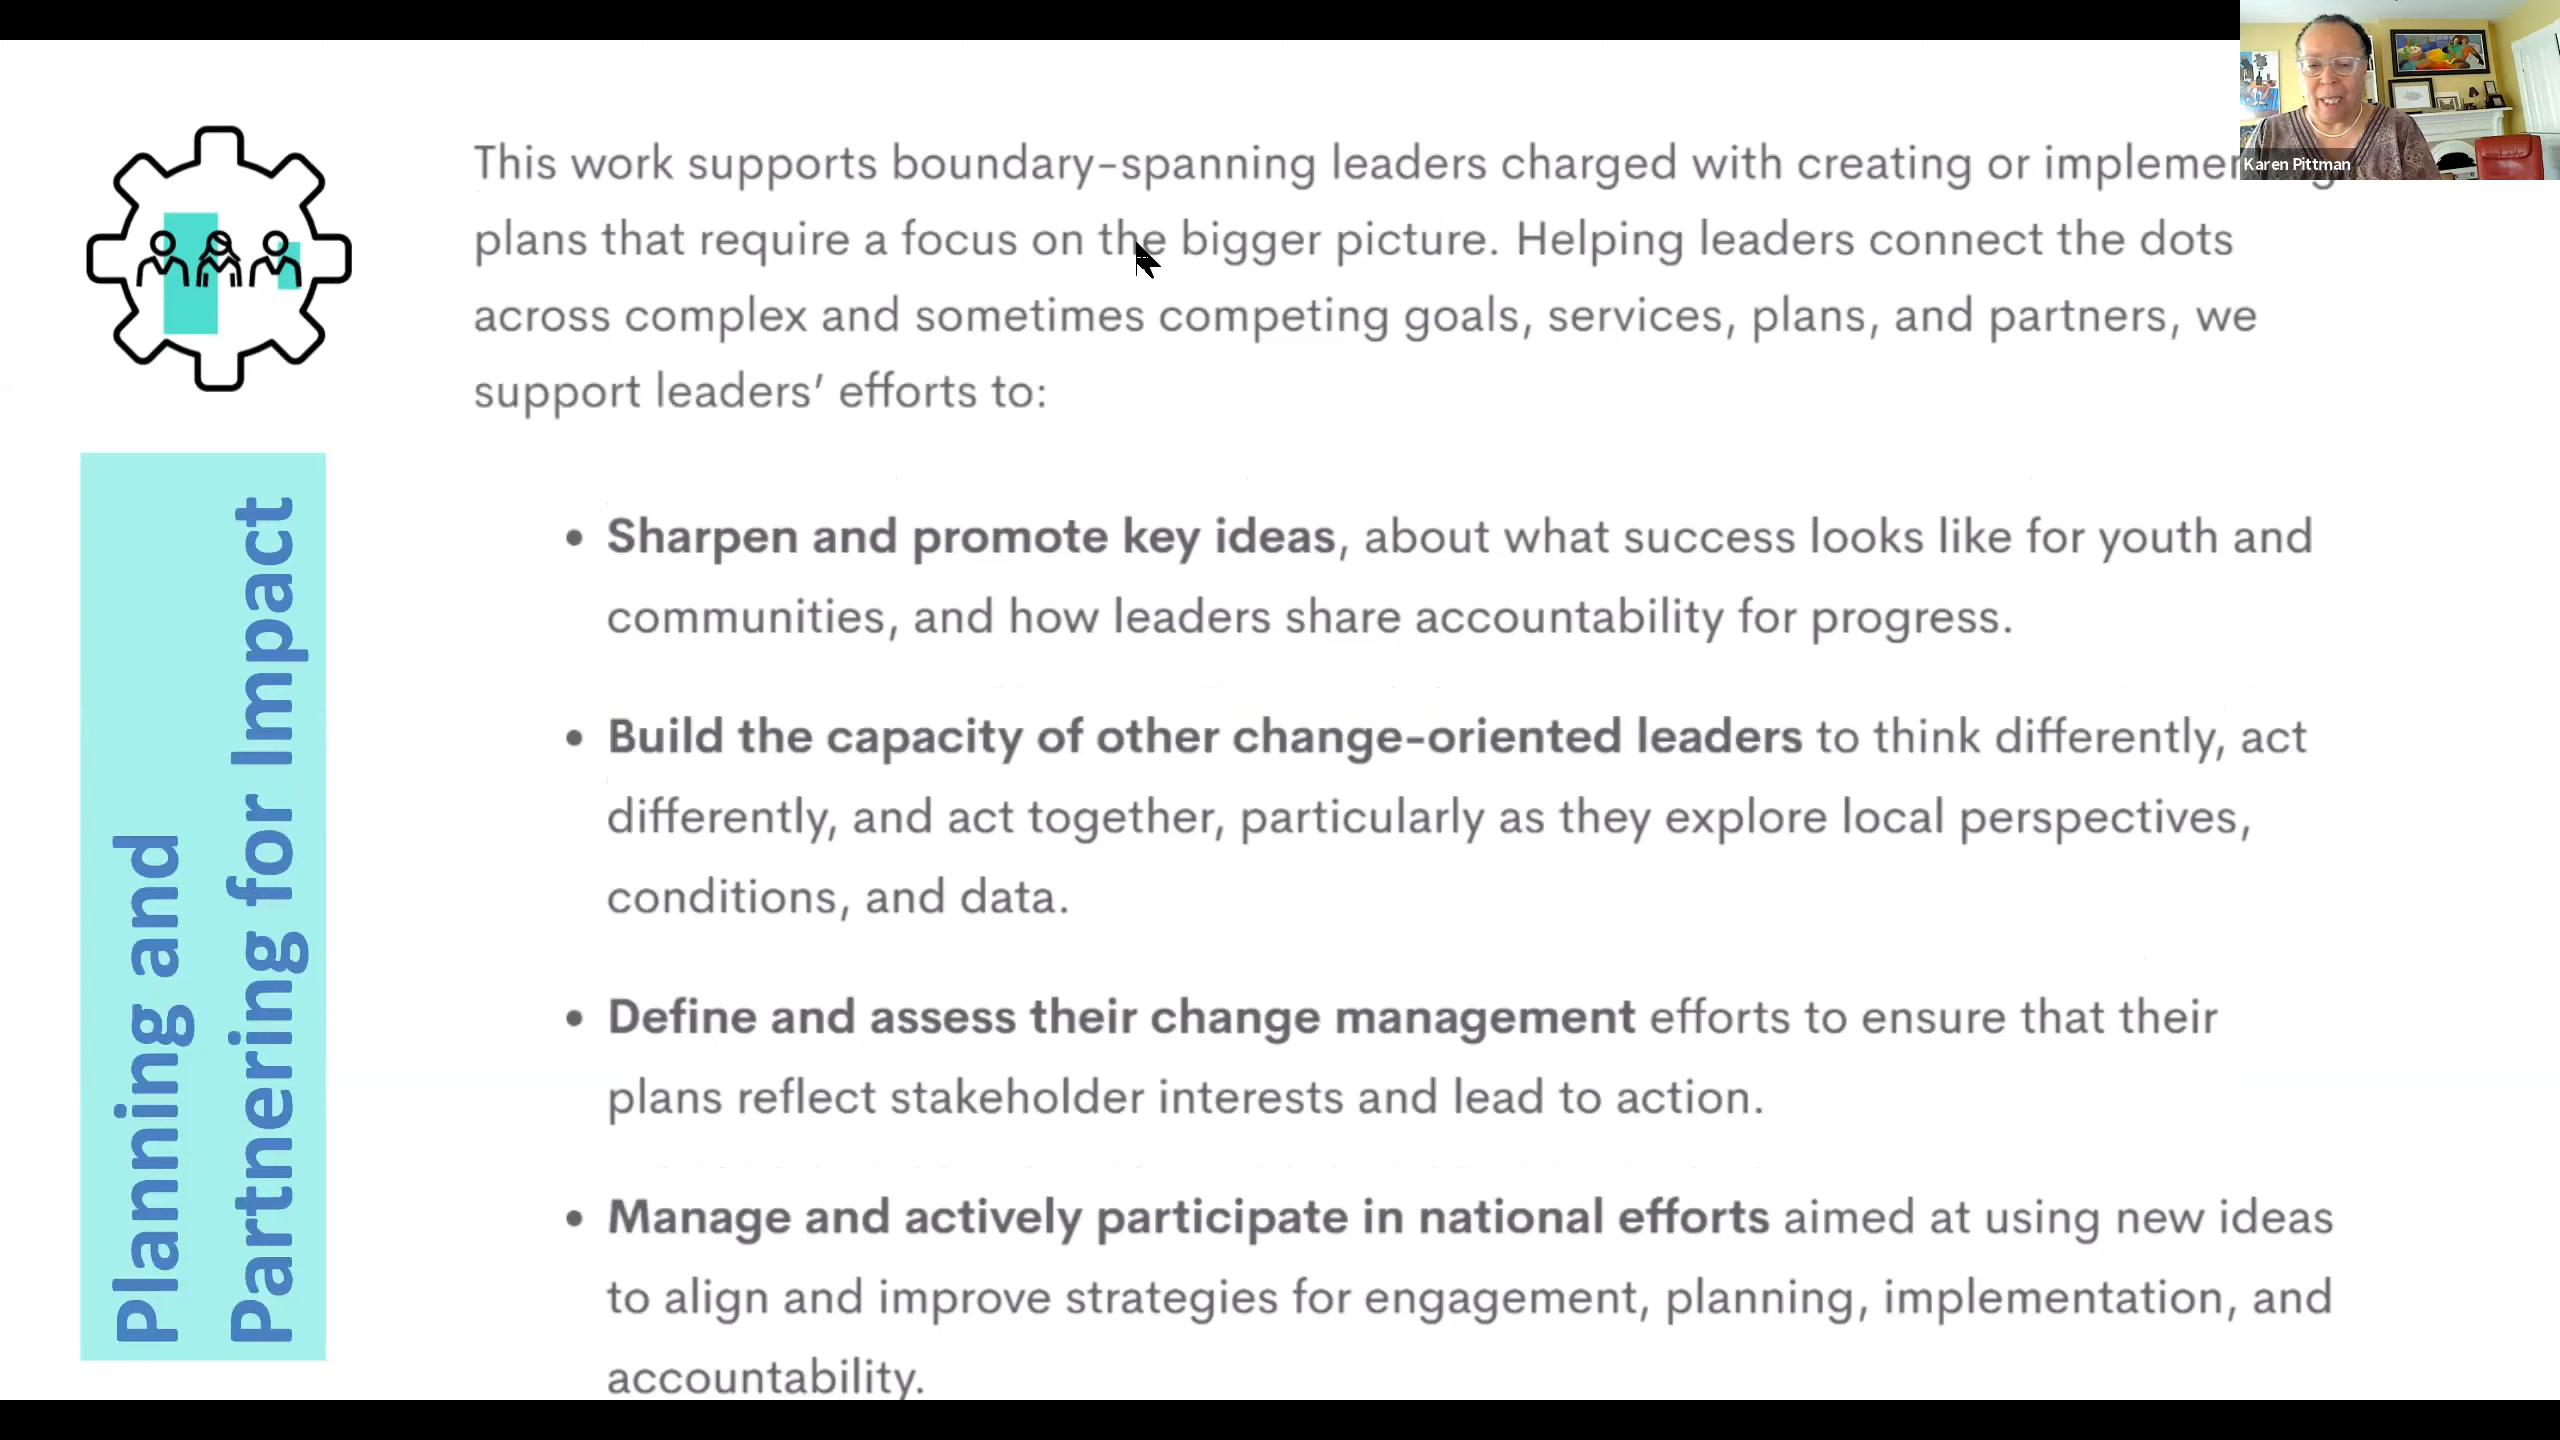 This work supports boundary-spanning leaders charged with creating or
plans that require a focus on the bigger picture. Helping leaders connect the dots
across complex and sometimes competing goals, services, plans, and partners, we
support leaders’ efforts to:
• Sharpen and promote key ideas, about what success looks like for youth and
communities, and how leaders share accountability for progress.
• Build the capacity of other change-oriented leaders to think differently, act
differently, and act together, particularly as they explore local perspectives,
conditions, and data.
• Define and assess their change management efforts to ensure that their
plans reflect stakeholder interests and lead to action.
• Manage and actively participate in national efforts aimed at using new ideas
to align and improve strategies for engagement, planning, implementation, and
accountability.
Planning and
Partnering for Impact
Karen Pittman